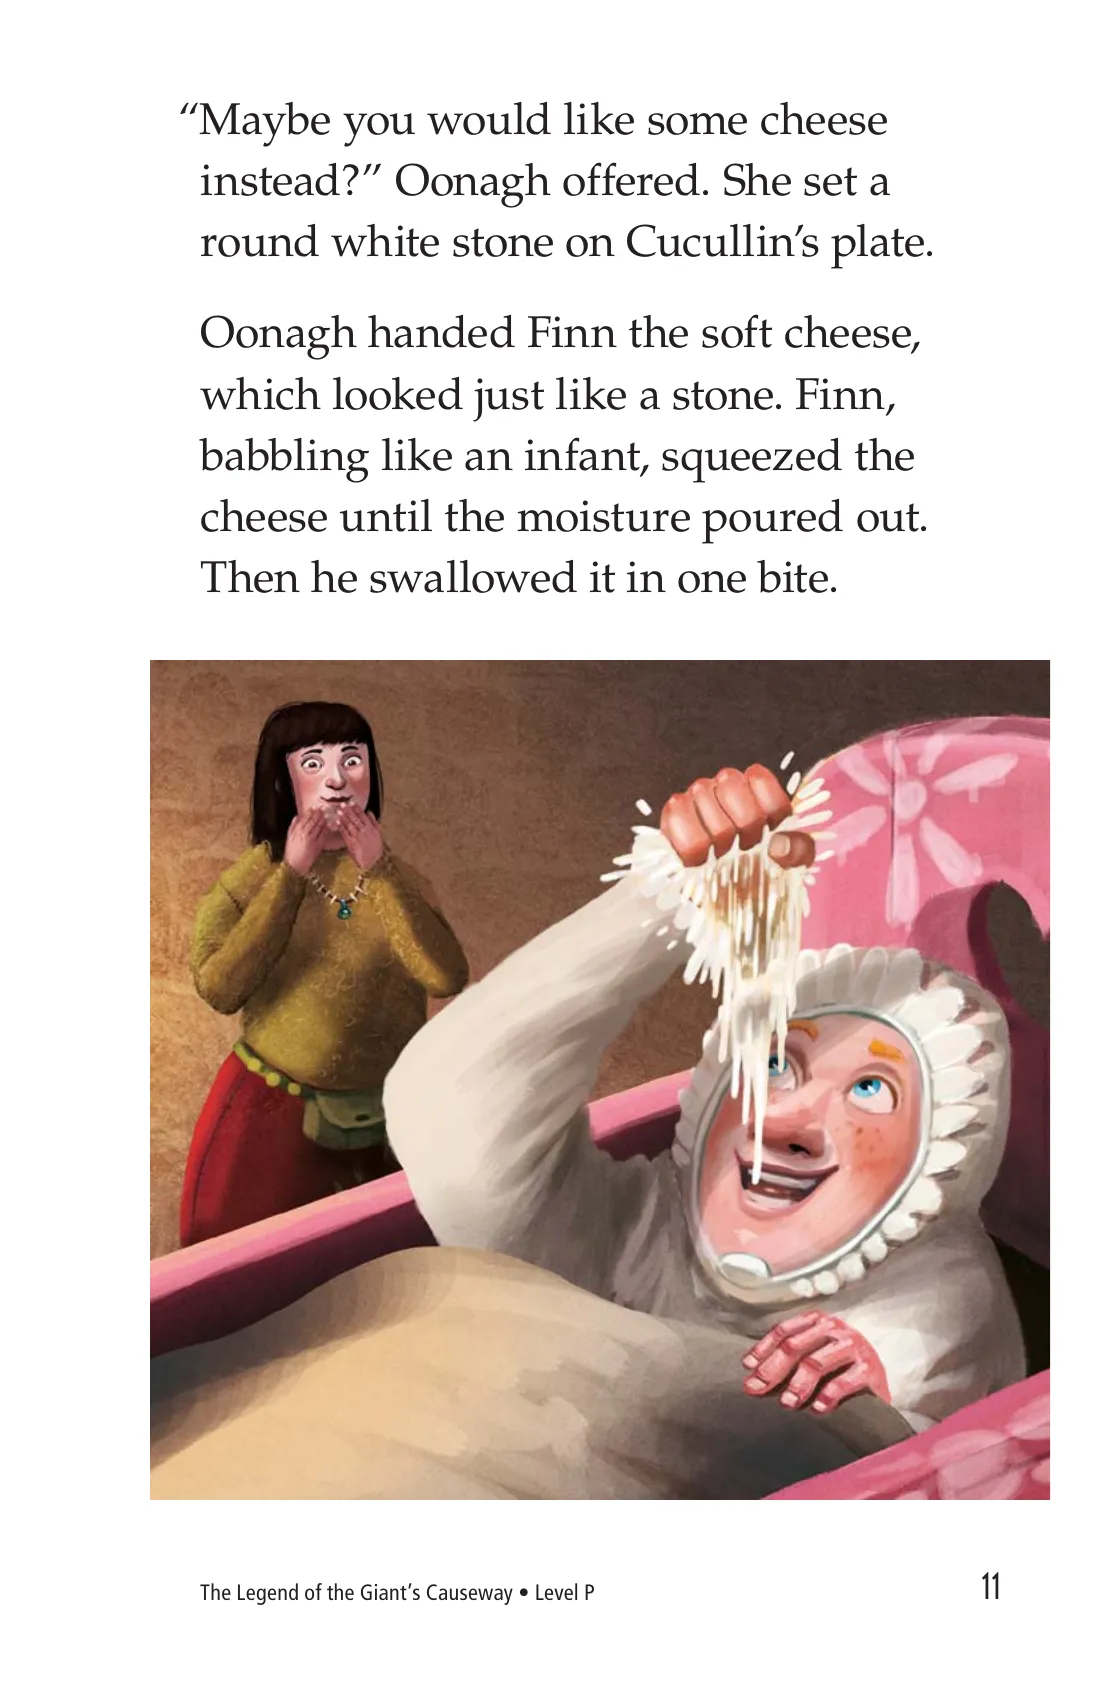 “Maybe you would like some cheese
instead?” Oonagh offered. She set a
round white stone on Cucullin’s plate.
Oonagh handed Finn the soft cheese,
which looked just like a stone. Finn,
babbling like an infant, squeezed the
cheese until the moisture poured out.
Then he swallowed it in one bite.
The Legend of the Giant’s Causeway • Level P
11